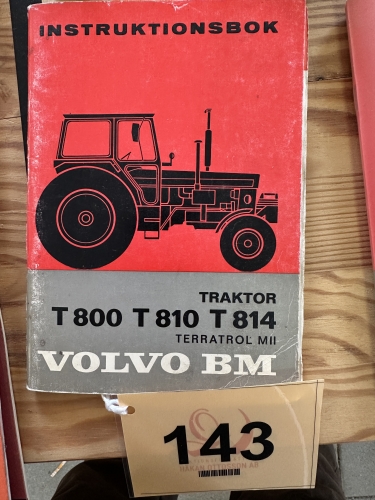 INSTRUKTIONSBOK
TRAKTOR
T 800 T 810 T 814
TERRATROL MII
VOLVO BM
143